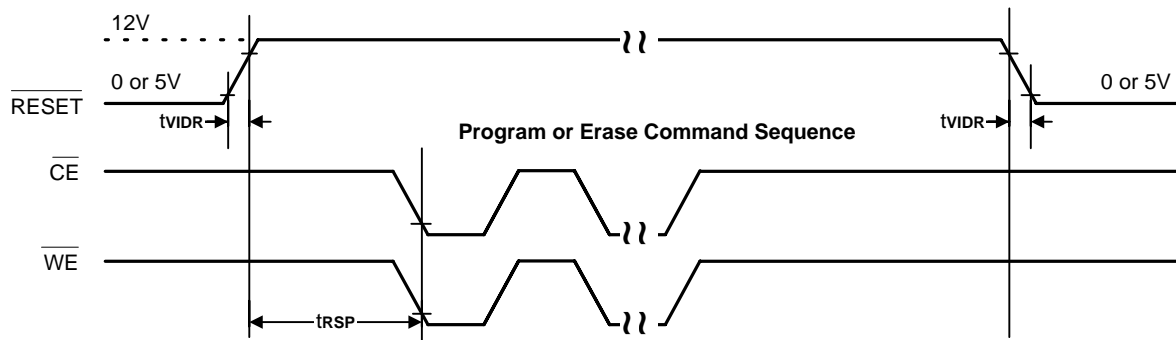 12V
0 or 5V
0 or 5V
RESET
tVIDR
tVIDR
Program or Erase Command Sequence
CE
WE
tRSP